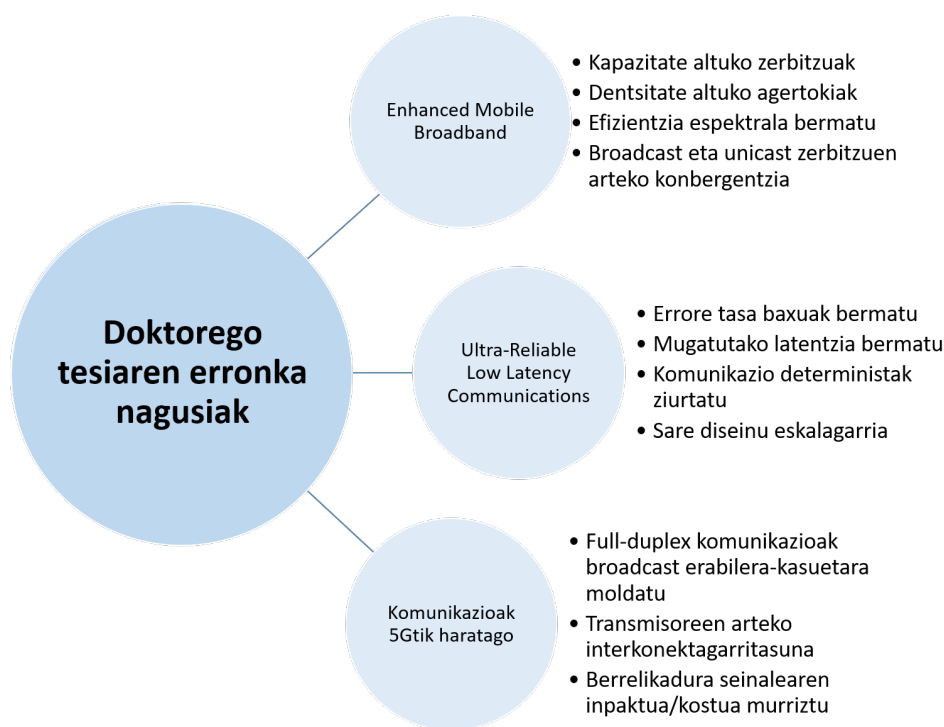 Doktorego
tesiaren erronka
nagusiak
Enhanced Mobile
Broadband
• Kapazitate altuko zerbitzuak
• Dentsitate altuko agertokiak
• Efizientzia espektrala bermatu
• Broadcast eta unicast zerbitzuen
arteko konbergentzia
Ultra-Reliable
Low Latency
Communications
• Errore tasa baxuak bermatu
• Mugatutako latentzia bermatu
• Komunikazio deterministak
ziurtatu
• Sare diseinu eskalagarria
Komunikazioak
5Gtik haratago
• Full-duplex komunikazioak
broadcast erabilera-kasuetara
moldatu
• Transmisoreen arteko
interkonektagarritasuna
• Berrelikadura seinalearen
inpaktua/kostua murriztu